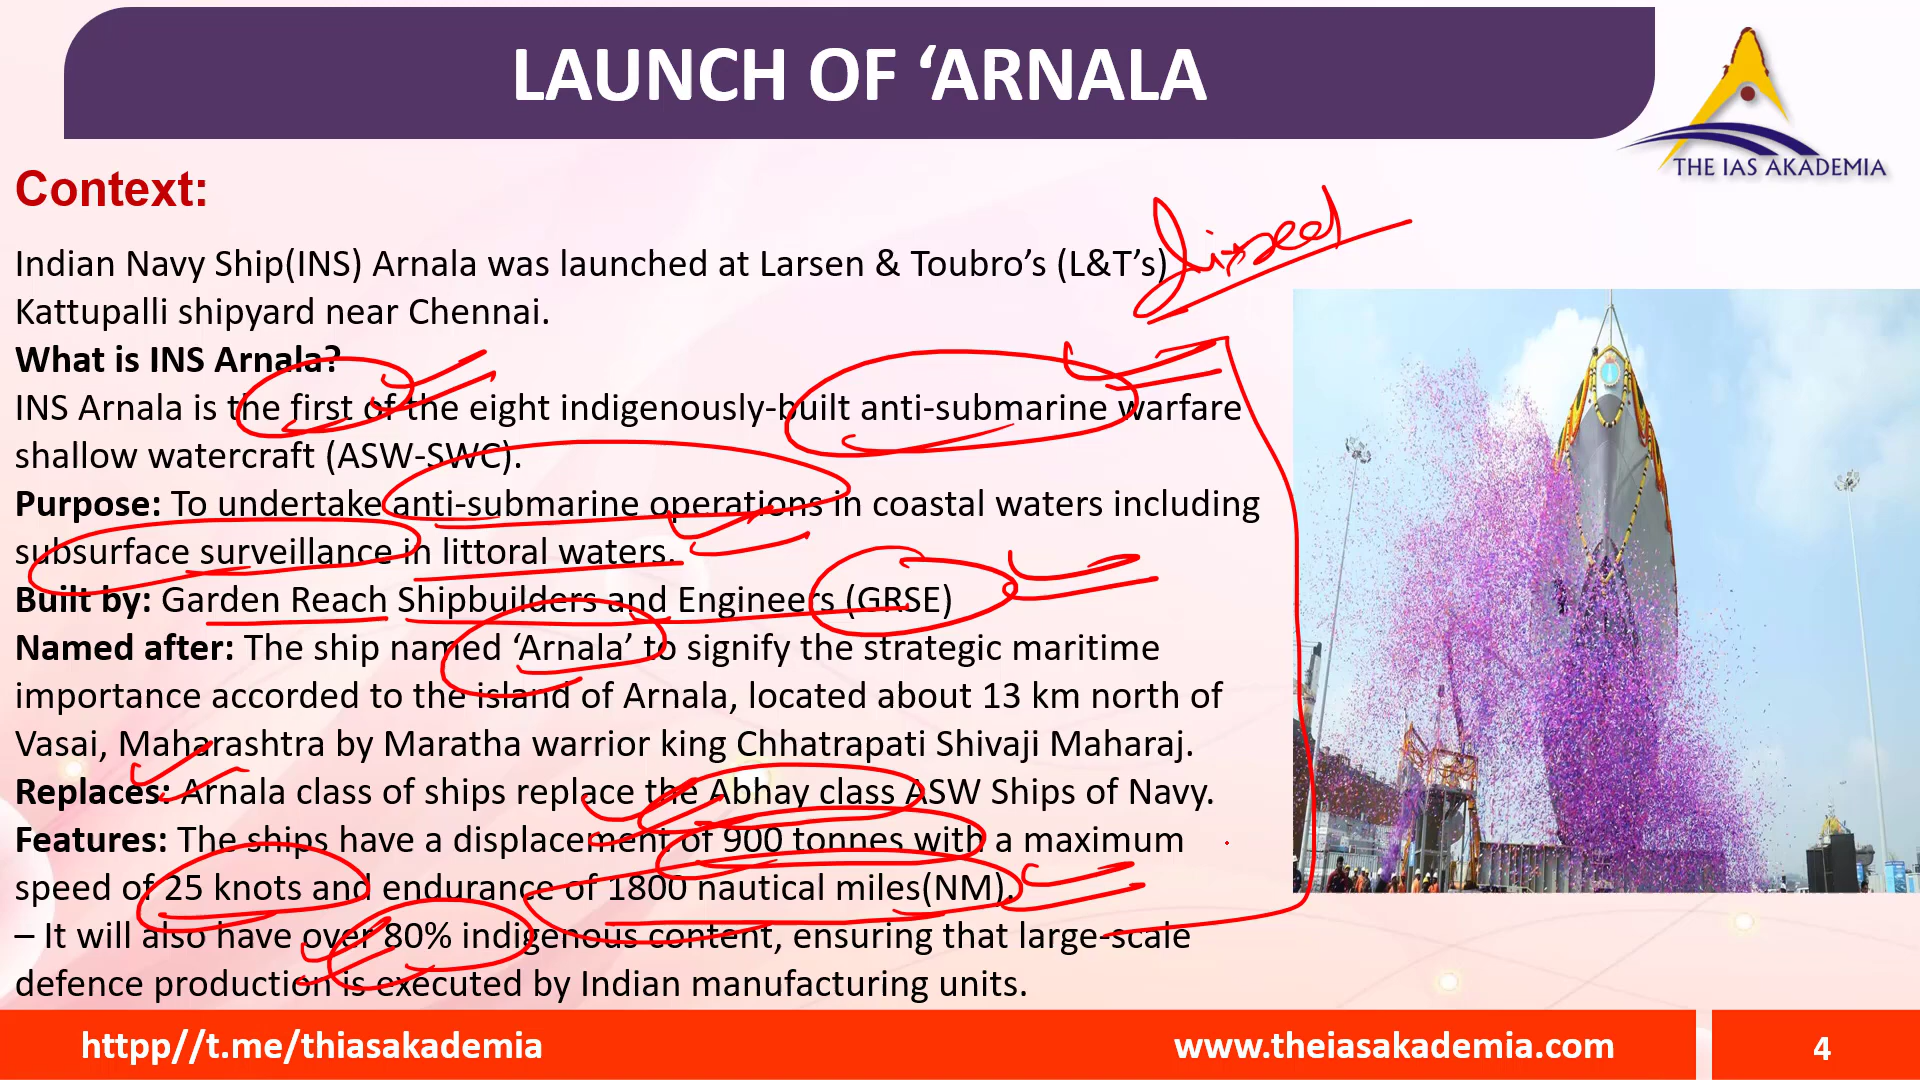 LAUNCH OF ‘ARNALA
THE IAS AKADEMIA
Context:
Indian Navy Ship(INS) Arnala was launched at Larsen & Toubro’s (L&T’s)
Kattupalli shipyard near Chennai.
What is INS Arnala?
INS Arnala is the first of the eight indigenously-built anti-submarine warfare
shallow watercraft (ASW-SWC).
Purpose: To undertake anti-submarine operations in coastal waters including
subsurface surveillance in littoral waters.
Built by: Garden Reach Shipbuilders and Engineers (GRSE)
Named after: The ship named ‘Arnala’ to signify the strategic maritime
importance accorded to the island of Arnala, located about 13 km north of
Vasai, Maharashtra by Maratha warrior king Chhatrapati Shivaji Maharaj.
Replaces: Arnala class of ships replace the Abhay class ASW Ships of Navy.
Features: The ships have a displacement of 900 tonnes with a maximum
speed of 25 knots and endurance of 1800 nautical miles(NM).
– It will also have over 80% indigenous content, ensuring that large-scale
defence production is executed by Indian manufacturing units.
httpp//t.me/thiasakademia
www.theiasakademia.com
4